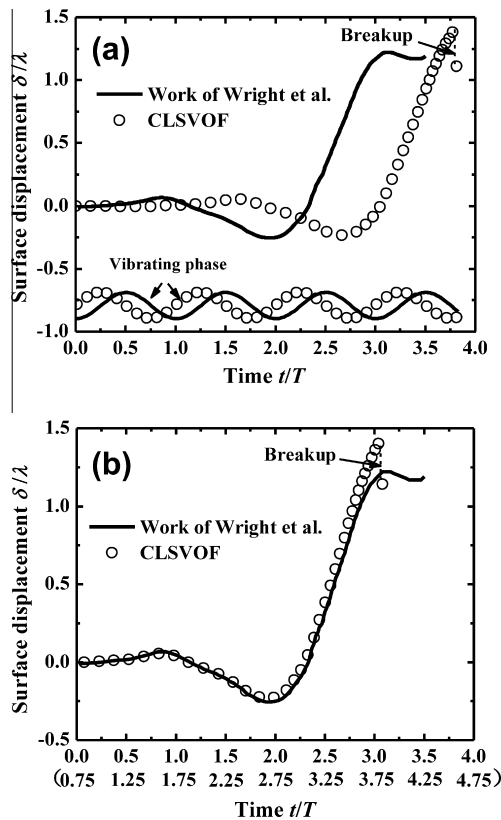 (a)
Breakup
Work of Wright et al.
CLSVOF
Vibrating phase
Surface displacement δ/λ
1.5
1.0
0.5
0.0
-0.5
-1.0
0.0 0.5 1.0 1.5 2.0 2.5 3.0 3.5 4.0
Time t/T
(b)
Breakup
Work of Wright et al.
CLSVOF
Surface displacement δ/λ
1.5
1.0
0.5
0.0
-0.5
0.0 0.5 1.0 1.5 2.0 2.5 3.0 3.5 4.0
(0.75 1.25 1.75 2.25 2.75 3.25 3.75 4.25 4.75)
Time t/T